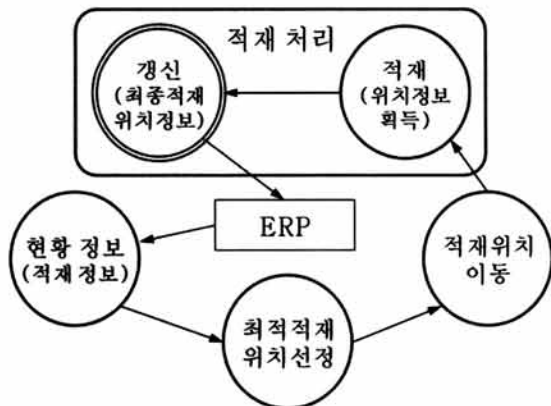 적재 처리
갱신
(최종적재
위치정보)
적재
(위치정보
획득)
ERP
현황 정보
(적재 정보)
적재위치
이동
최적적재
위치선정